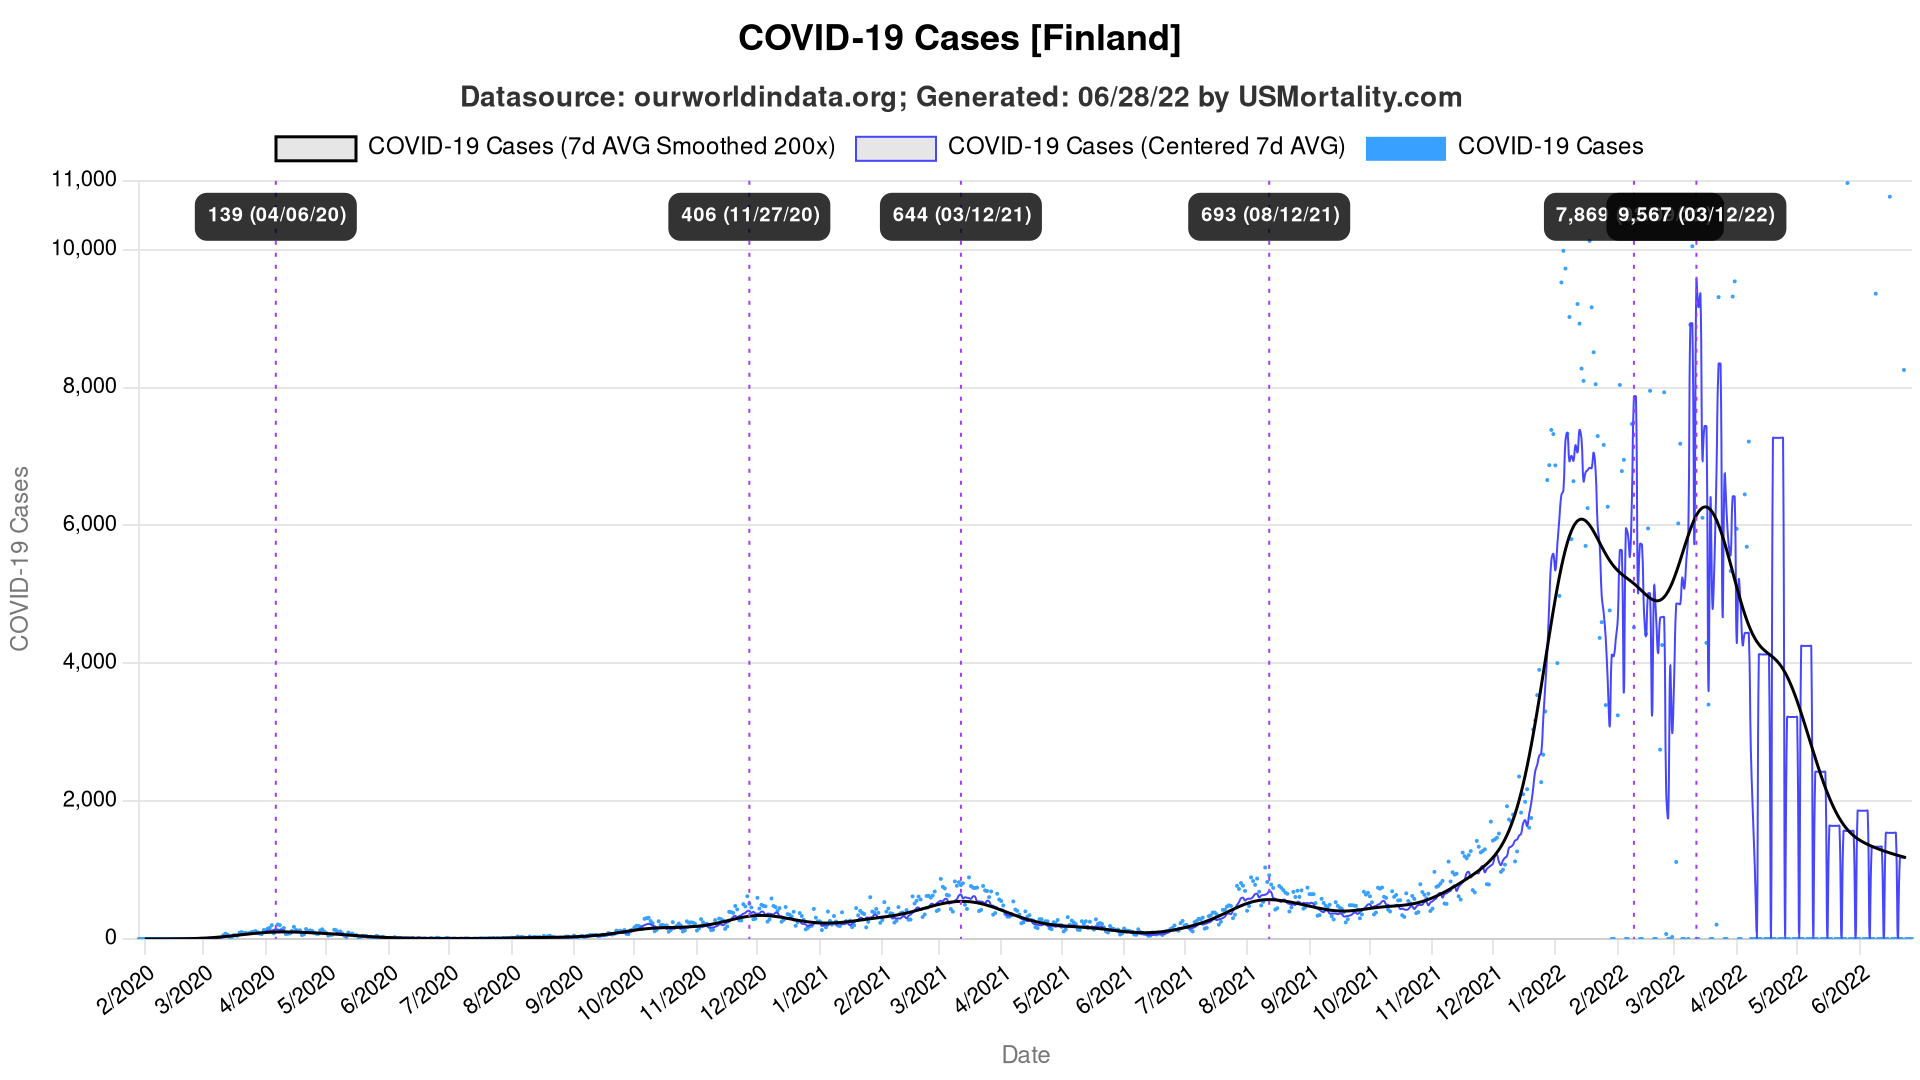 COVID-19 Cases [Finland]
Datasource: ourworldindata.org; Generated: 06/28/22 by USMortality.com
COVID-19 Cases (7d AVG Smoothed 200x) COVID-19 Cases (Centered 7d AVG) COVID-19 Cases
11,000
139 (04/06/20) 406 (11/27/20) 644 (03/12/21) 693 (08/12/21) 7,869 9,567 (03/12/22)
10,000
8,000
6,000
4,000
2,000
0
COVID-19 Cases
2/2020 3/2020 4/2020 5/2020 6/2020 7/2020 8/2020 9/2020 10/2020 11/2020 12/2020 1/2021 2/2021 3/2021 4/2021 5/2021 6/2021 7/2021 8/2021 9/2021 10/2021 11/2021 12/2021 1/2022 2/2022 3/2022 4/2022 5/2022 6/2022
Date